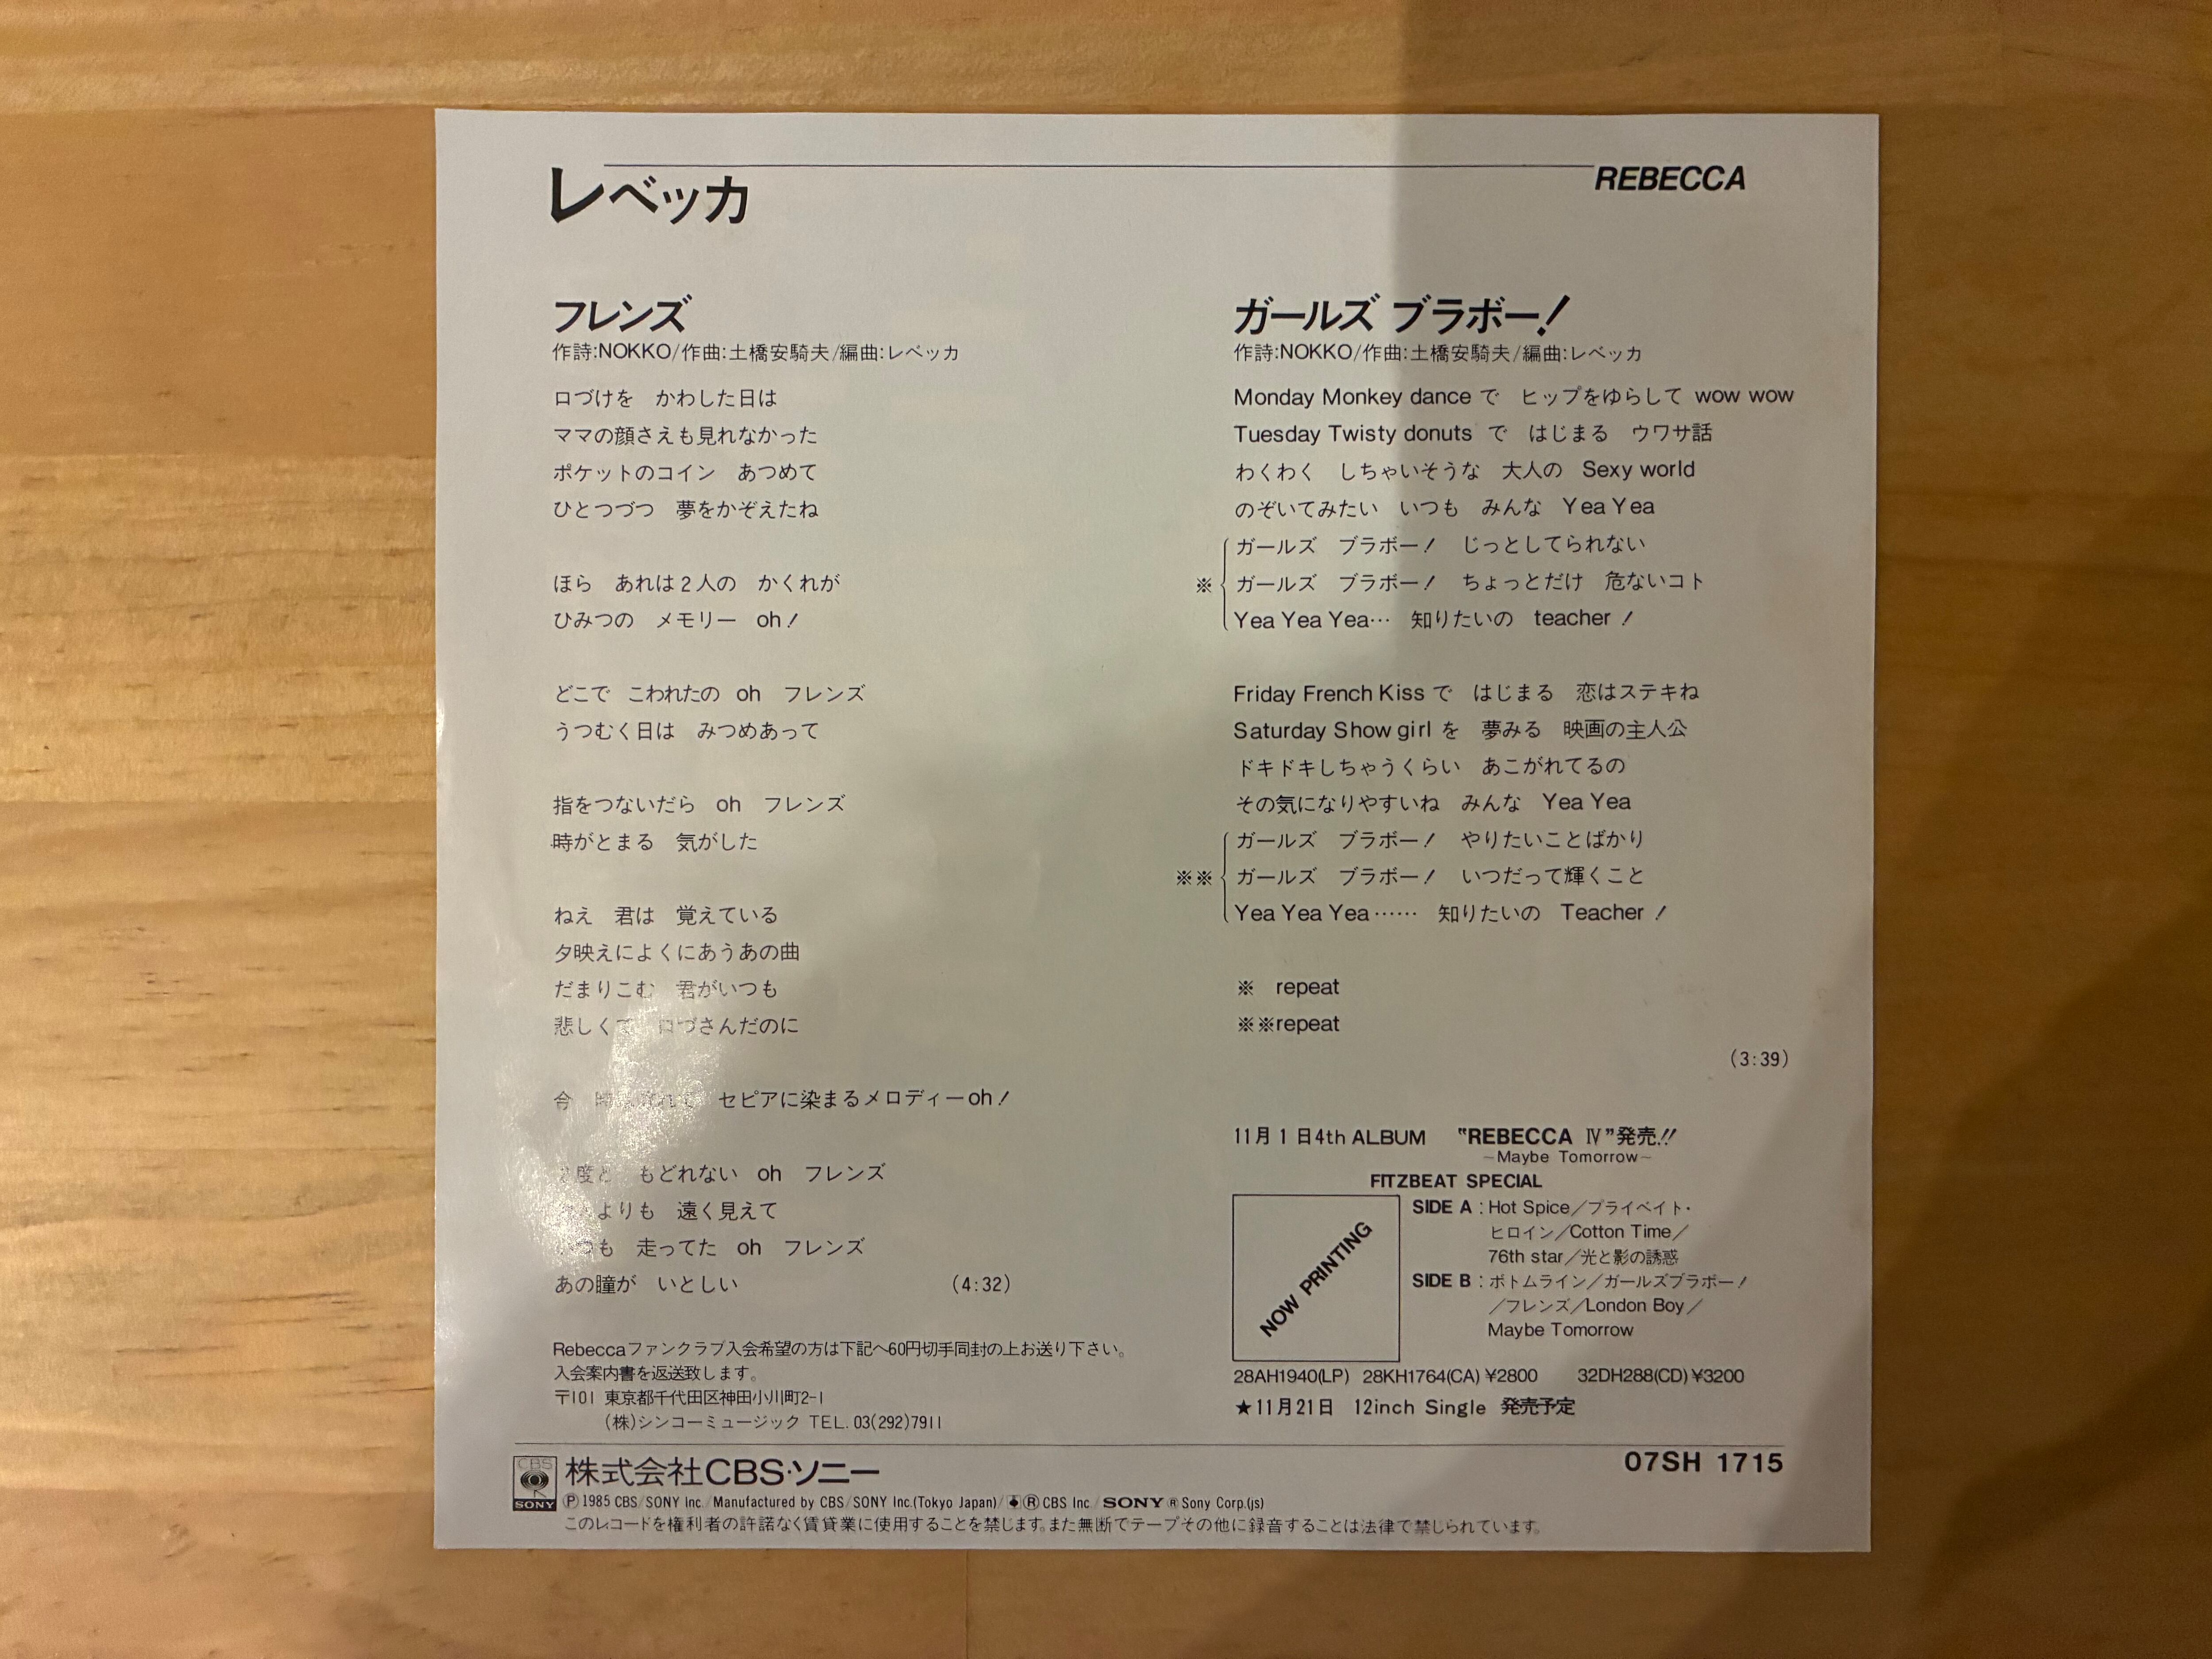 レベッカ
REBECCA
フレンズ
作詩:NOKKO/作曲:土橋安騎夫/編曲:レベッカ
口づけを　かわした日は
ママの顔さえも見れなかった
ポケットのコイン　あつめて
ひとつづつ　夢をかぞえたね
ほら　あれは2人の　かくれが
ひみつの　メモリー　oh！
どこで　こわれたの　oh　フレンズ
うつむく日は　みつめあって
指をつないだら　oh　フレンズ
時がとまる　気がした
ねえ　君は　覚えている
夕映えによくにあうあの曲
だまりこむ　君がいつも
悲しくて　口づさんだのに
今　時　セピアに染まるメロディーoh！
度と　もどれない　oh　フレンズ
よりも　遠く見えて
いつも　走ってた　oh　フレンズ
あの瞳が　いとしい　(4:32)
Rebeccaファンクラブ入会希望の方は下記へ60円切手同封の上お送り下さい。
入会案内書を返送致します。
〒101 東京都千代田区神田小川町2-1
(株)シンコーミュージック TEL. 03(292)7911
ガールズ ブラボー！
作詩:NOKKO/作曲:土橋安騎夫/編曲:レベッカ
Monday Monkey dance で　ヒップをゆらして wow wow
Tuesday Twisty donuts で　はじまる　ウワサ話
わくわく　しちゃいそうな　大人の　Sexy world
のぞいてみたい　いつも　みんな　Yea Yea
ガールズ　ブラボー！　じっとしてられない
※ ガールズ　ブラボー！　ちょっとだけ　危ないコト
Yea Yea Yea…　知りたいの　teacher！
Friday French Kiss で　はじまる　恋はステキね
Saturday Show girl を　夢みる　映画の主人公
ドキドキしちゃうくらい　あこがれてるの
その気になりやすいね　みんな　Yea Yea
ガールズ　ブラボー！　やりたいことばかり
※※ ガールズ　ブラボー！　いつだって輝くこと
Yea Yea Yea……　知りたいの　Teacher！
※　repeat
※※repeat
(3:39)
11月1日4th ALBUM　"REBECCA Ⅳ"発売!!
～Maybe Tomorrow～
FITZBEAT SPECIAL
NOW PRINTING
SIDE A：Hot Spice／プライベイト・
ヒロイン／Cotton Time／
76th star／光と影の誘惑
SIDE B：ボトムライン／ガールズブラボー！
／フレンズ／London Boy／
Maybe Tomorrow
28AH1940(LP)　28KH1764(CA)¥2800　32DH288(CD)¥3200
★11月21日　12inch Single　発売予定
CBS
SONY
株式会社CBS・ソニー
07SH 1715
Ⓟ1985 CBS/SONY Inc./Manufactured by CBS/SONY Inc.(Tokyo Japan)/®CBS Inc./SONY®Sony Corp.(js)
このレコードを権利者の許諾なく賃貸業に使用することを禁じます。また無断でテープその他に録音することは法律で禁じられています。